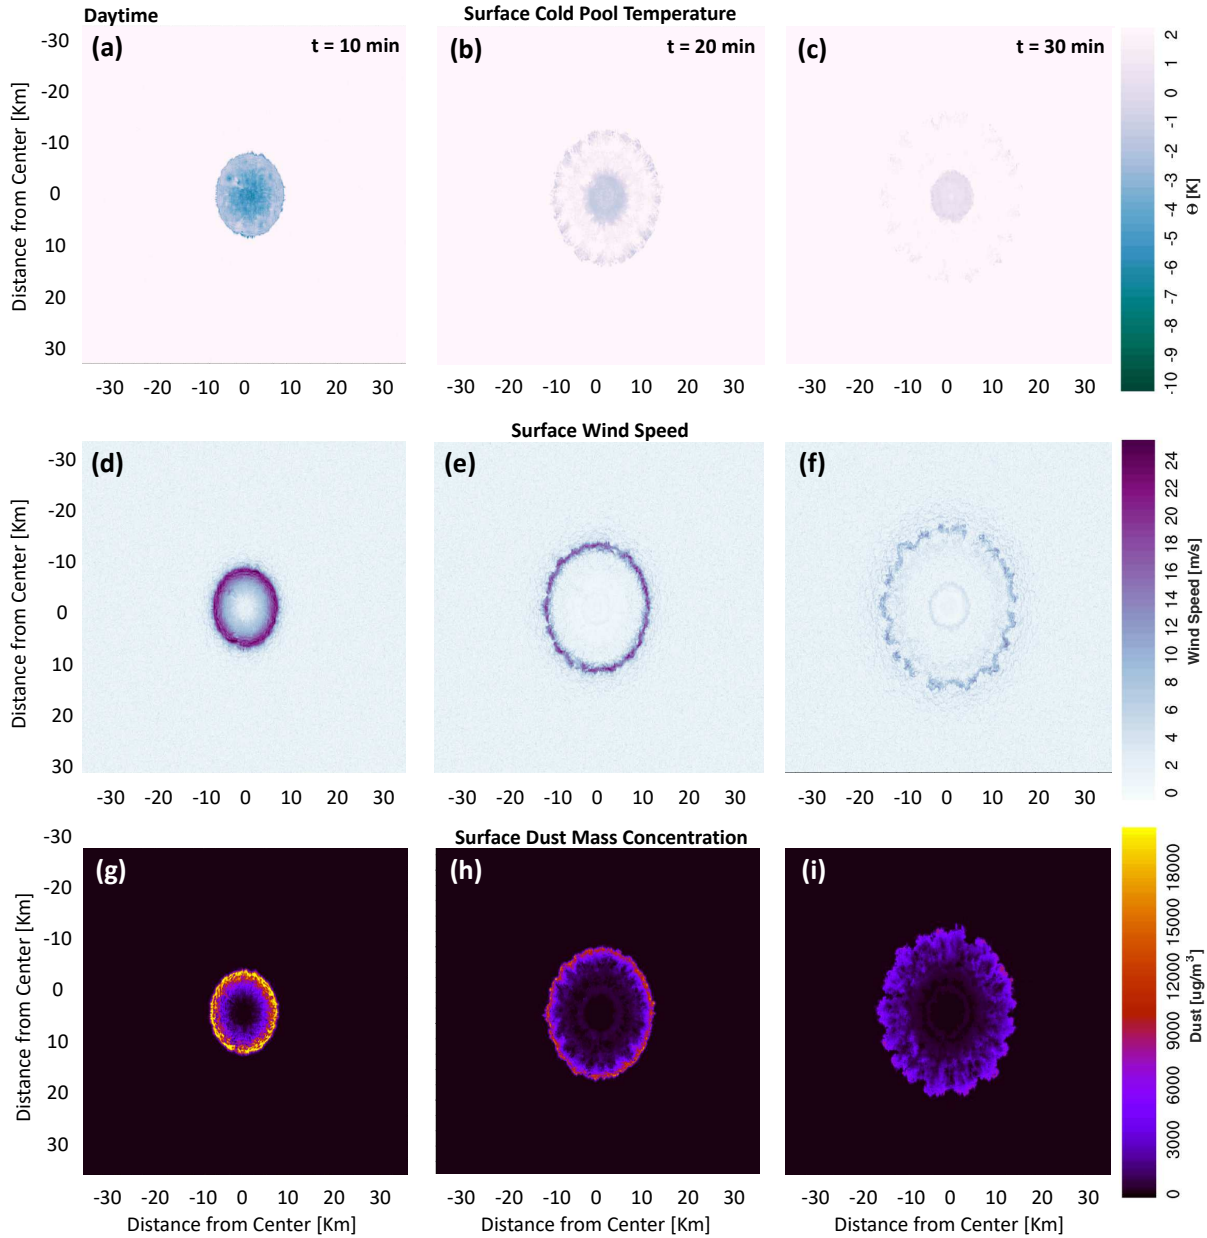 Daytime
Surface Cold Pool Temperature
(a) t = 10 min
(b) t = 20 min
(c) t = 30 min
Distance from Center [Km]
-30
-20
-10
0
10
20
30
-30 -20 -10 0 10 20 30
-30 -20 -10 0 10 20 30
-30 -20 -10 0 10 20 30
2
1
0
-1
-2
-3
-4
-5
-6
-7
-8
-9
-10
Ɵ [K]
Surface Wind Speed
(d)
(e)
(f)
Distance from Center [Km]
-30
-20
-10
0
10
20
30
-30 -20 -10 0 10 20 30
-30 -20 -10 0 10 20 30
-30 -20 -10 0 10 20 30
24
22
20
18
16
14
12
10
8
6
4
2
0
Wind Speed [m/s]
Surface Dust Mass Concentration
(g)
(h)
(i)
Distance from Center [Km]
-30
-20
-10
0
10
20
30
-30 -20 -10 0 10 20 30
-30 -20 -10 0 10 20 30
-30 -20 -10 0 10 20 30
Distance from Center [Km]
Distance from Center [Km]
Distance from Center [Km]
18000
15000
12000
9000
6000
3000
0
Dust [ug/m³]